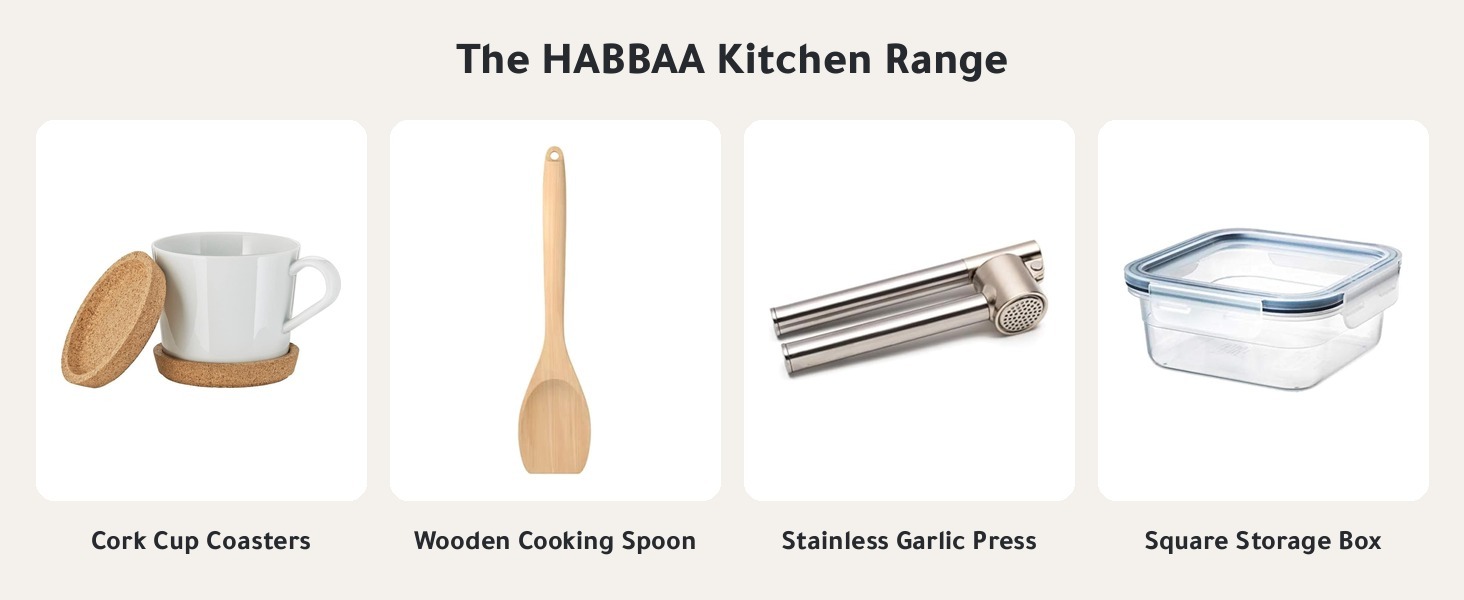 The HABBAA Kitchen Range
Cork Cup Coasters
Wooden Cooking Spoon
Stainless Garlic Press
Square Storage Box